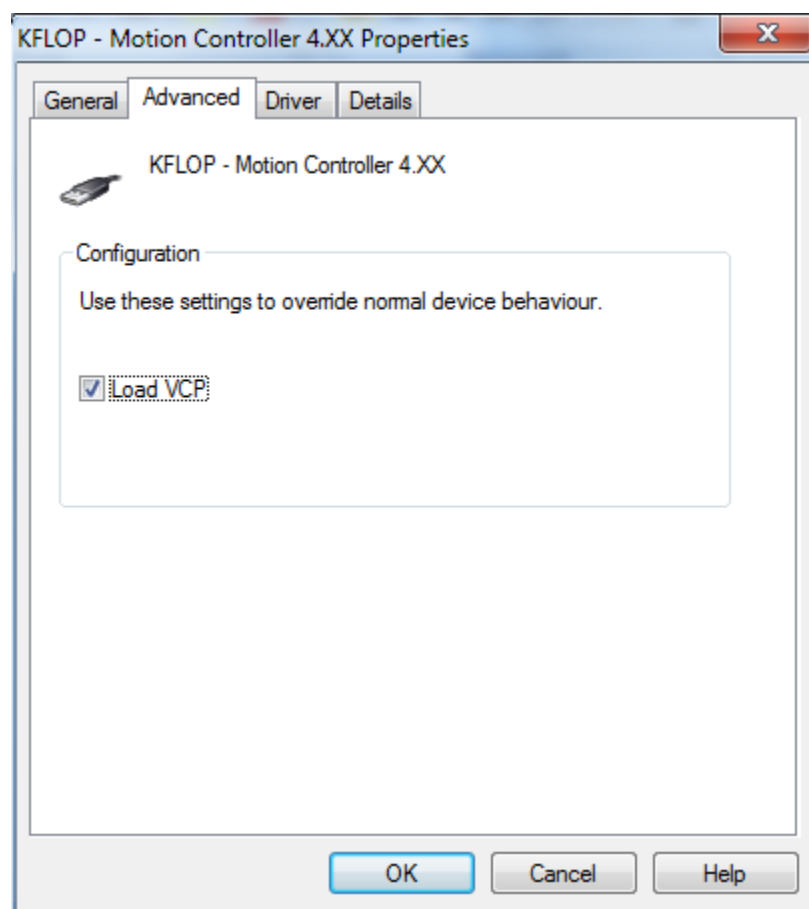 KFLOP - Motion Controller 4.XX Properties
General Advanced Driver Details
KFLOP - Motion Controller 4.XX
Configuration
Use these settings to override normal device behaviour.
Load VCP
OK Cancel Help